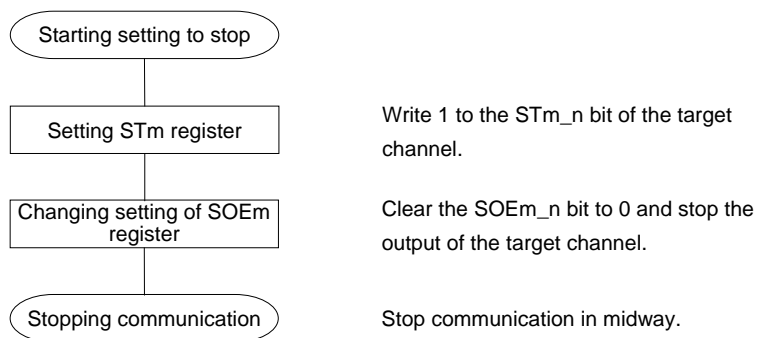 Starting setting to stop
Setting STm register
Write 1 to the STm_n bit of the target
channel.
Changing setting of SOEm
register
Clear the SOEm_n bit to 0 and stop the
output of the target channel.
Stopping communication
Stop communication in midway.